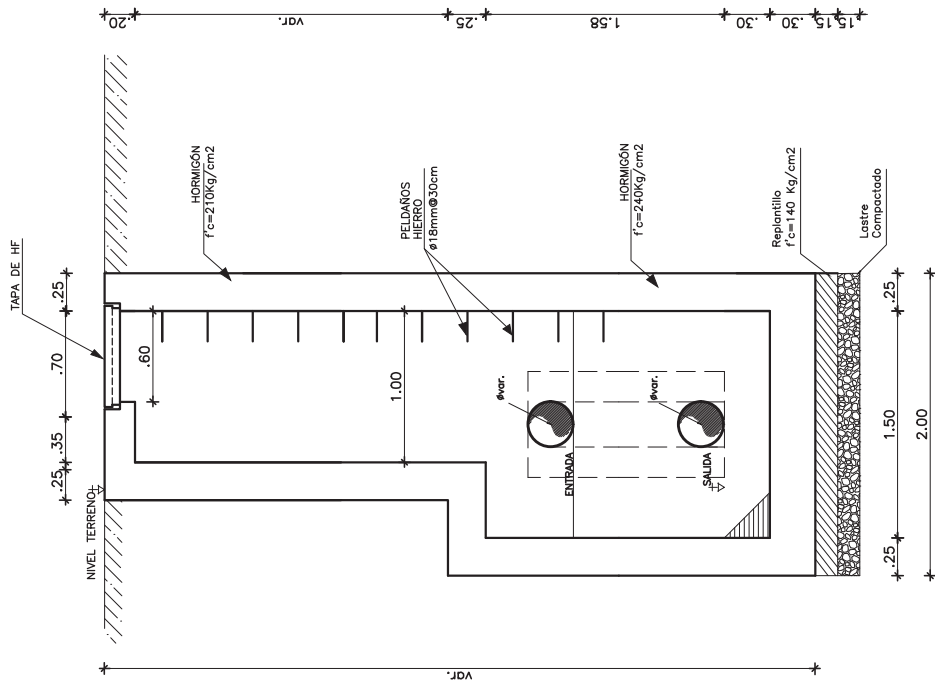 .20
var.
.25
1.58
.30
.30
.15
.15
TAPA DE HF
.25
.70
.35
.25
NIVEL TERRENO
HORMIGÓN
f'c=210Kg/cm2
.60
1.00
PELDAÑOS
HIERRO
ø18mm@30cm
øvar.
øvar.
ENTRADA
SALIDA
HORMIGÓN
f'c=240Kg/cm2
Replantillo
f'c=140 Kg/cm2
Lastre
Compactado
.25
1.50
.25
2.00
var.